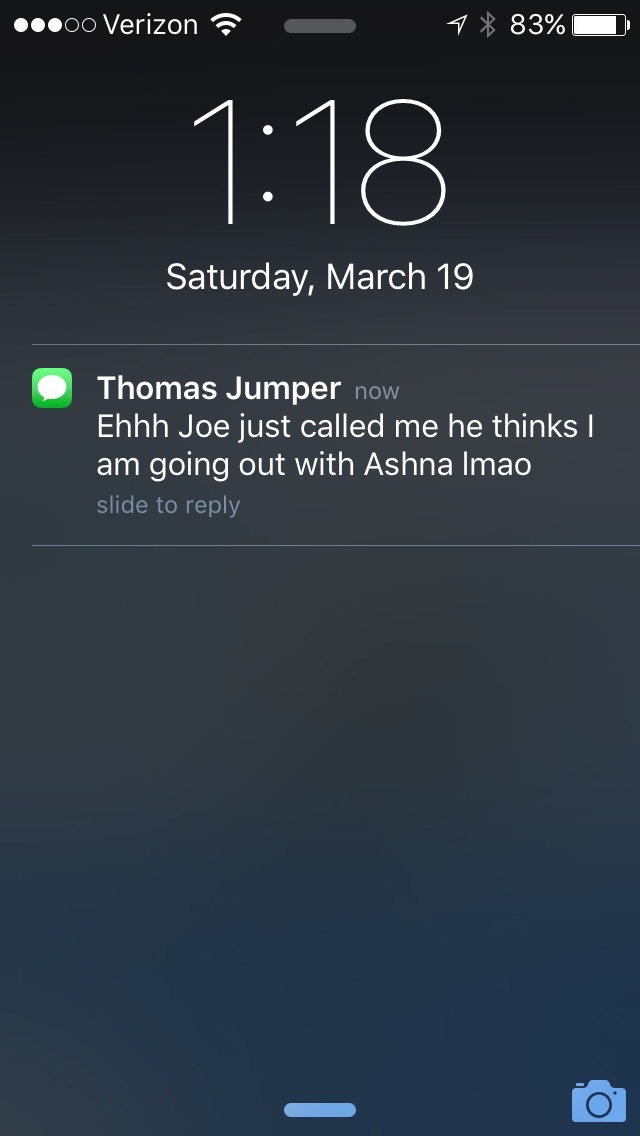 Verizon 83%
1:18
Saturday, March 19
Thomas Jumper now
Ehhh Joe just called me he thinks I
am going out with Ashna lmao
slide to reply